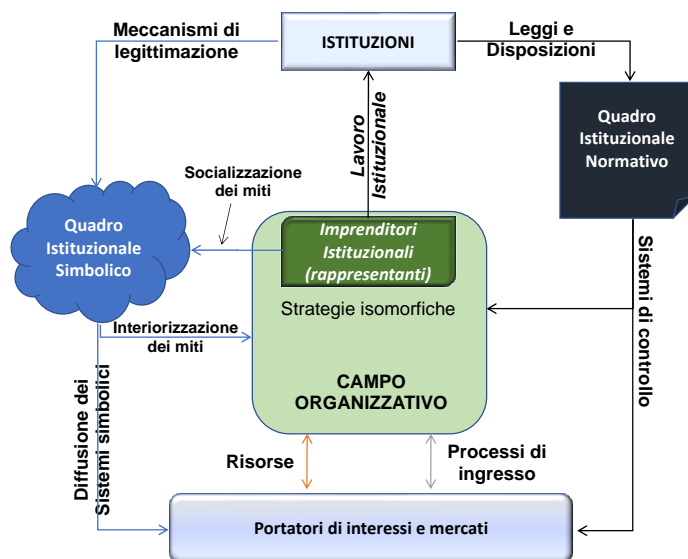 Meccanismi di
legittimazione
ISTITUZIONI
Leggi e
Disposizioni
Quadro
Istituzionale
Normativo
Lavoro
Istituzionale
Socializzazione
dei miti
Quadro
Istituzionale
Simbolico
Imprenditori
Istituzionali
(rappresentanti)
Strategie isomorfiche
Sistemi di controllo
Interiorizzazione
dei miti
CAMPO
ORGANIZZATIVO
Diffusione dei
Sistemi simbolici
Risorse
Processi di
ingresso
Portatori di interessi e mercati